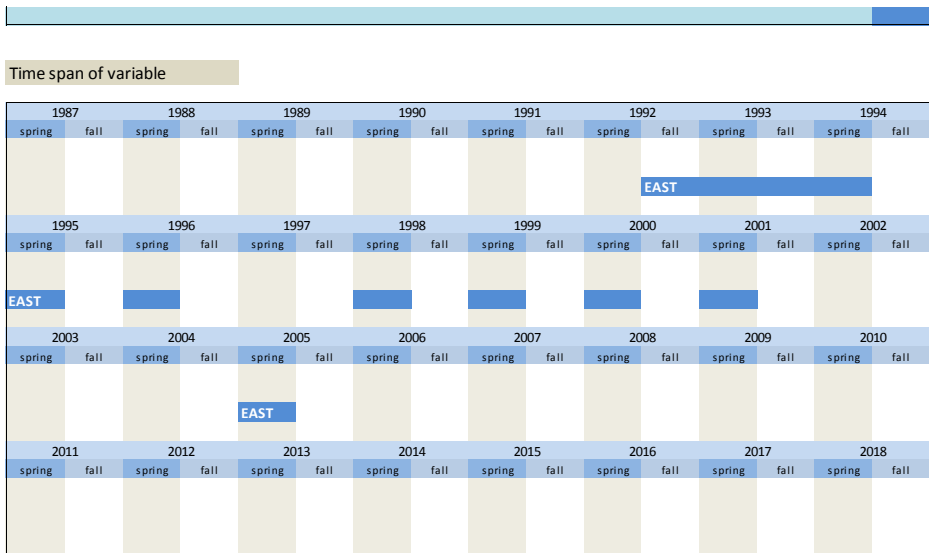 Time span of variable
1987 1988 1989 1990 1991 1992 1993 1994
spring fall spring fall spring fall spring fall spring fall spring fall spring fall spring fall
EAST
1995 1996 1997 1998 1999 2000 2001 2002
spring fall spring fall spring fall spring fall spring fall spring fall spring fall spring fall
EAST
2003 2004 2005 2006 2007 2008 2009 2010
spring fall spring fall spring fall spring fall spring fall spring fall spring fall spring fall
EAST
2011 2012 2013 2014 2015 2016 2017 2018
spring fall spring fall spring fall spring fall spring fall spring fall spring fall spring fall